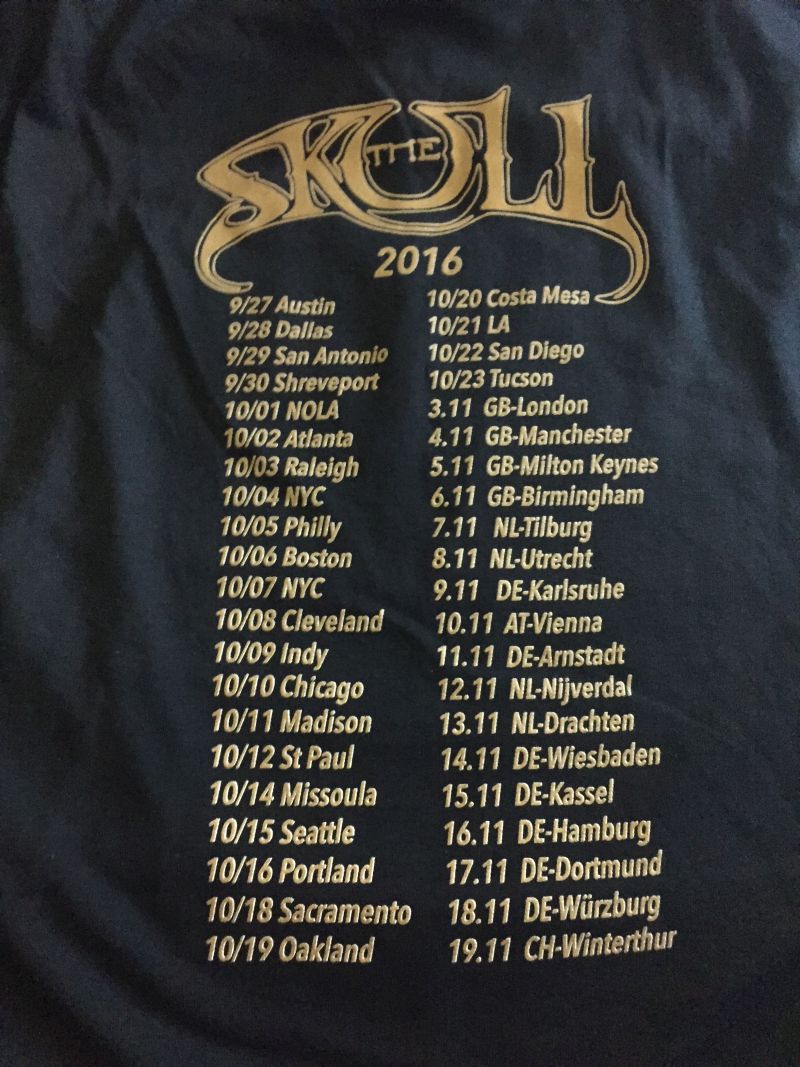 THE
SKULL
2016
9/27 Austin
9/28 Dallas
9/29 San Antonio
9/30 Shreveport
10/01 NOLA
10/02 Atlanta
10/03 Raleigh
10/04 NYC
10/05 Philly
10/06 Boston
10/07 NYC
10/08 Cleveland
10/09 Indy
10/10 Chicago
10/11 Madison
10/12 St Paul
10/14 Missoula
10/15 Seattle
10/16 Portland
10/18 Sacramento
10/19 Oakland
10/20 Costa Mesa
10/21 LA
10/22 San Diego
10/23 Tucson
3.11 GB-London
4.11 GB-Manchester
5.11 GB-Milton Keynes
6.11 GB-Birmingham
7.11 NL-Tilburg
8.11 NL-Utrecht
9.11 DE-Karlsruhe
10.11 AT-Vienna
11.11 DE-Arnstadt
12.11 NL-Nijverdal
13.11 NL-Drachten
14.11 DE-Wiesbaden
15.11 DE-Kassel
16.11 DE-Hamburg
17.11 DE-Dortmund
18.11 DE-Würzburg
19.11 CH-Winterthur